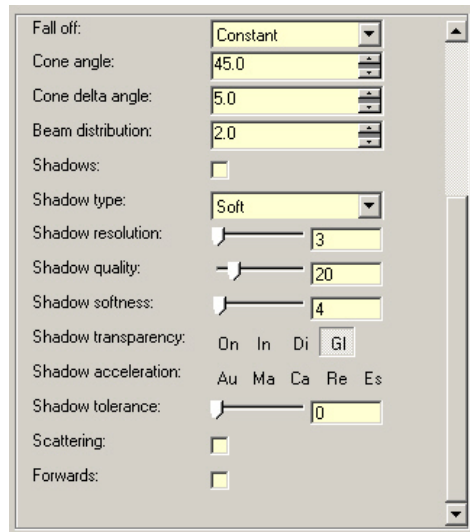 Fall off: Constant
Cone angle: 45.0
Cone delta angle: 5.0
Beam distribution: 2.0
Shadows:
Shadow type: Soft
Shadow resolution: 3
Shadow quality: 20
Shadow softness: 4
Shadow transparency: On In Di Gl
Shadow acceleration: Au Ma Ca Re Es
Shadow tolerance: 0
Scattering:
Forwards: